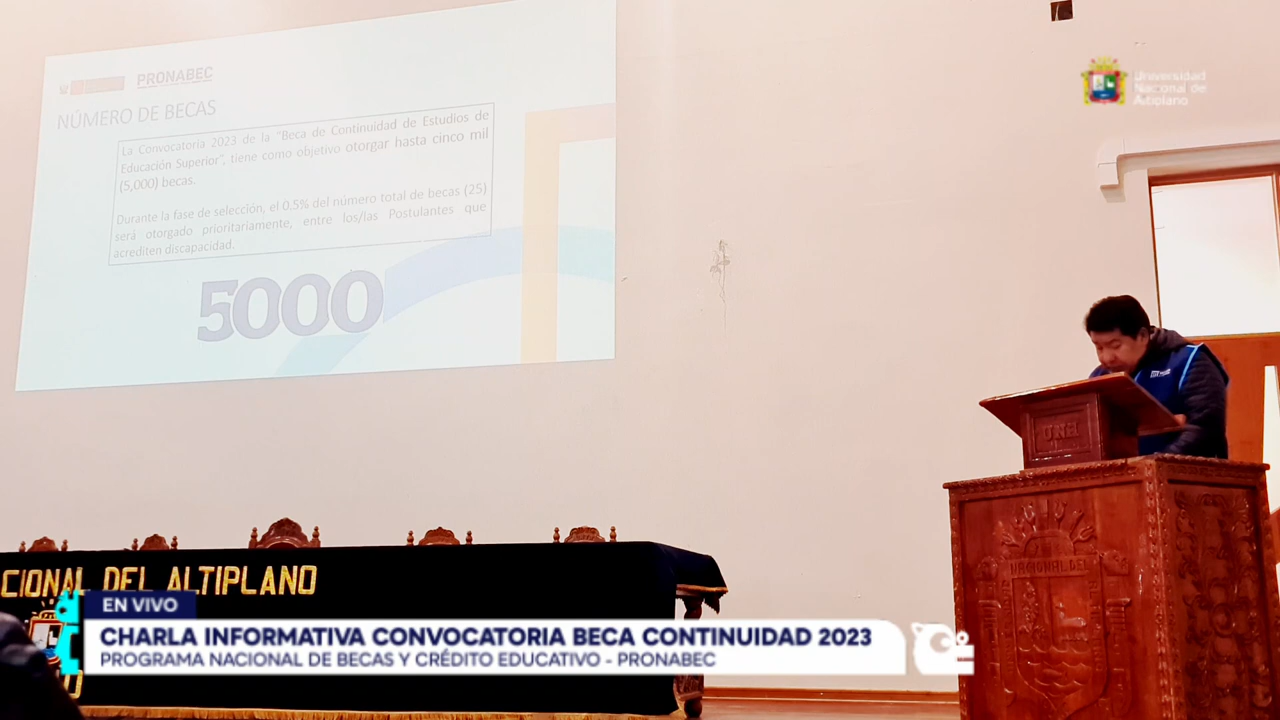 PRONABEC
NÚMERO DE BECAS
La Convocatoria 2023 de la "Beca de Continuidad de Estudios de
Educación Superior", tiene como objetivo otorgar hasta cinco mil
(5,000) becas.
Durante la fase de selección, el 0.5% del número total de becas (25)
será otorgado prioritariamente, entre los/las Postulantes que
acrediten discapacidad.
5000
Universidad
Nacional del
Altiplano
UNA
NACIONAL DEL
CIONAL DEL ALTIPLANO
EN VIVO
CHARLA INFORMATIVA CONVOCATORIA BECA CONTINUIDAD 2023
PROGRAMA NACIONAL DE BECAS Y CRÉDITO EDUCATIVO - PRONABEC